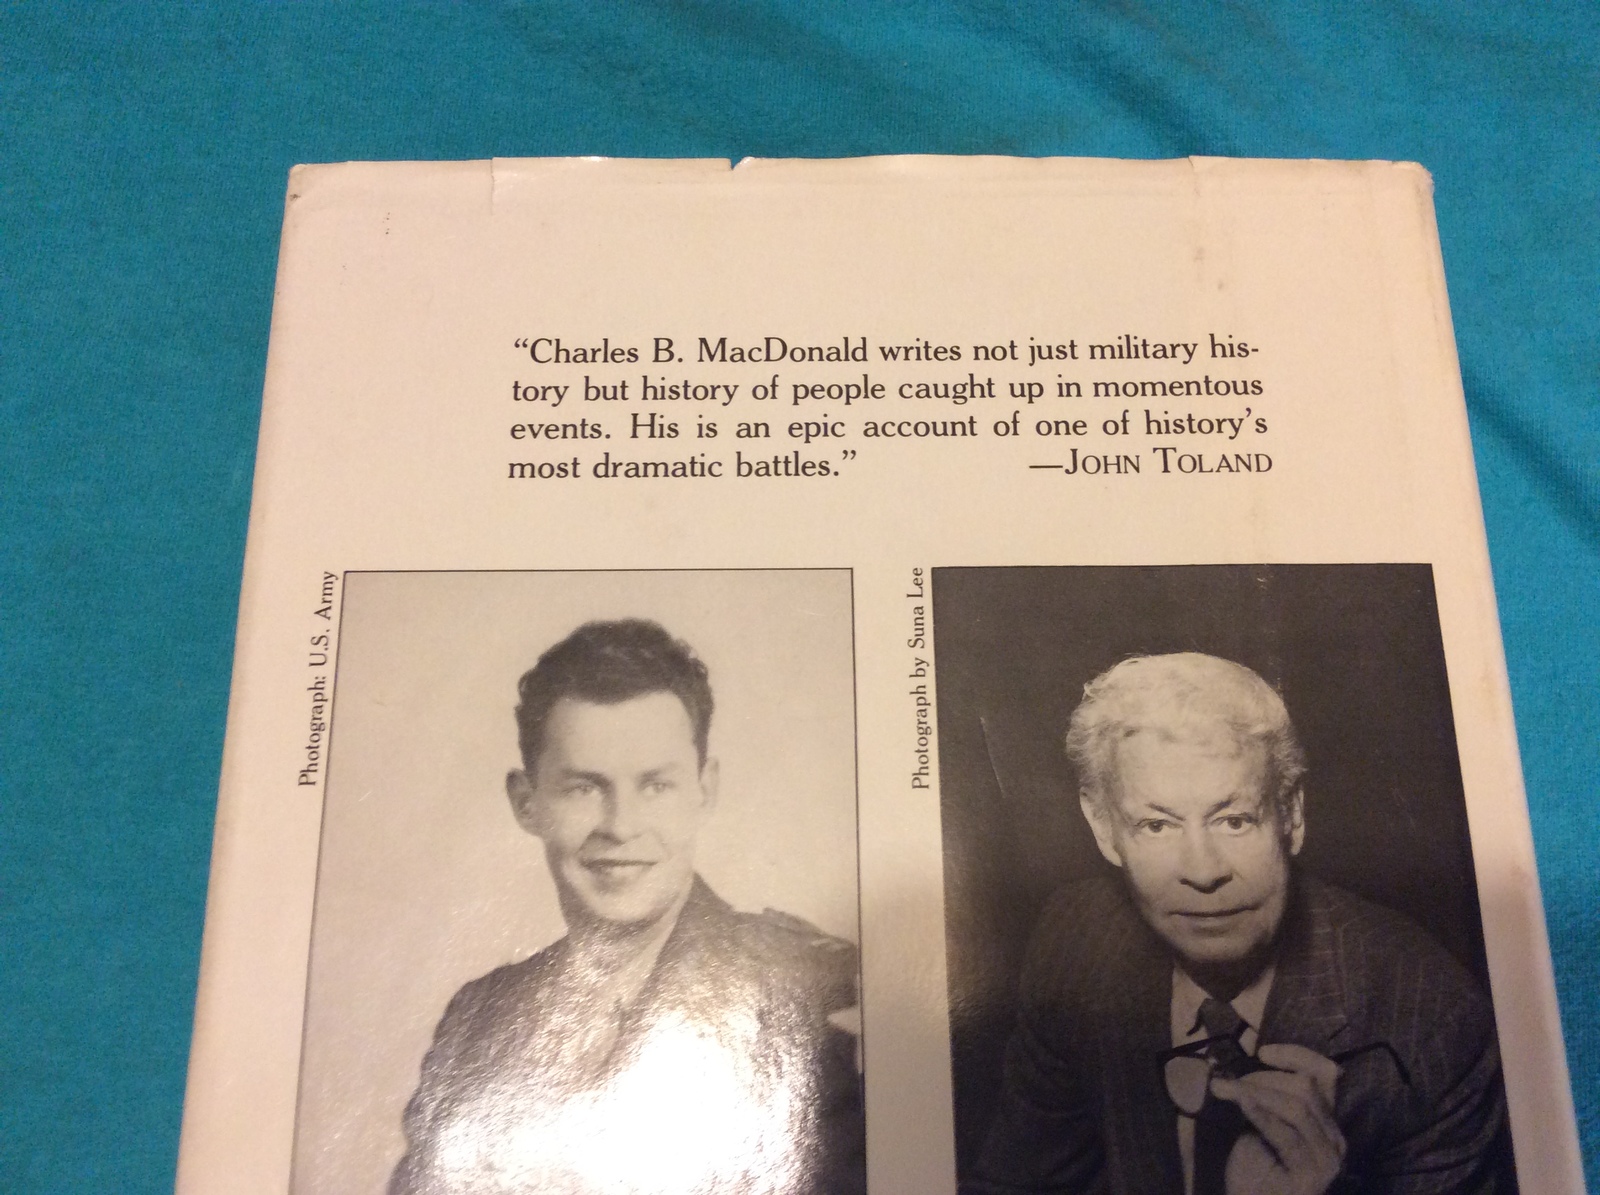 “Charles B. MacDonald writes not just military his-
tory but history of people caught up in momentous
events. His is an epic account of one of history’s
most dramatic battles.” —JOHN TOLAND
Photograph: U.S. Army
Photograph by Suna Lee